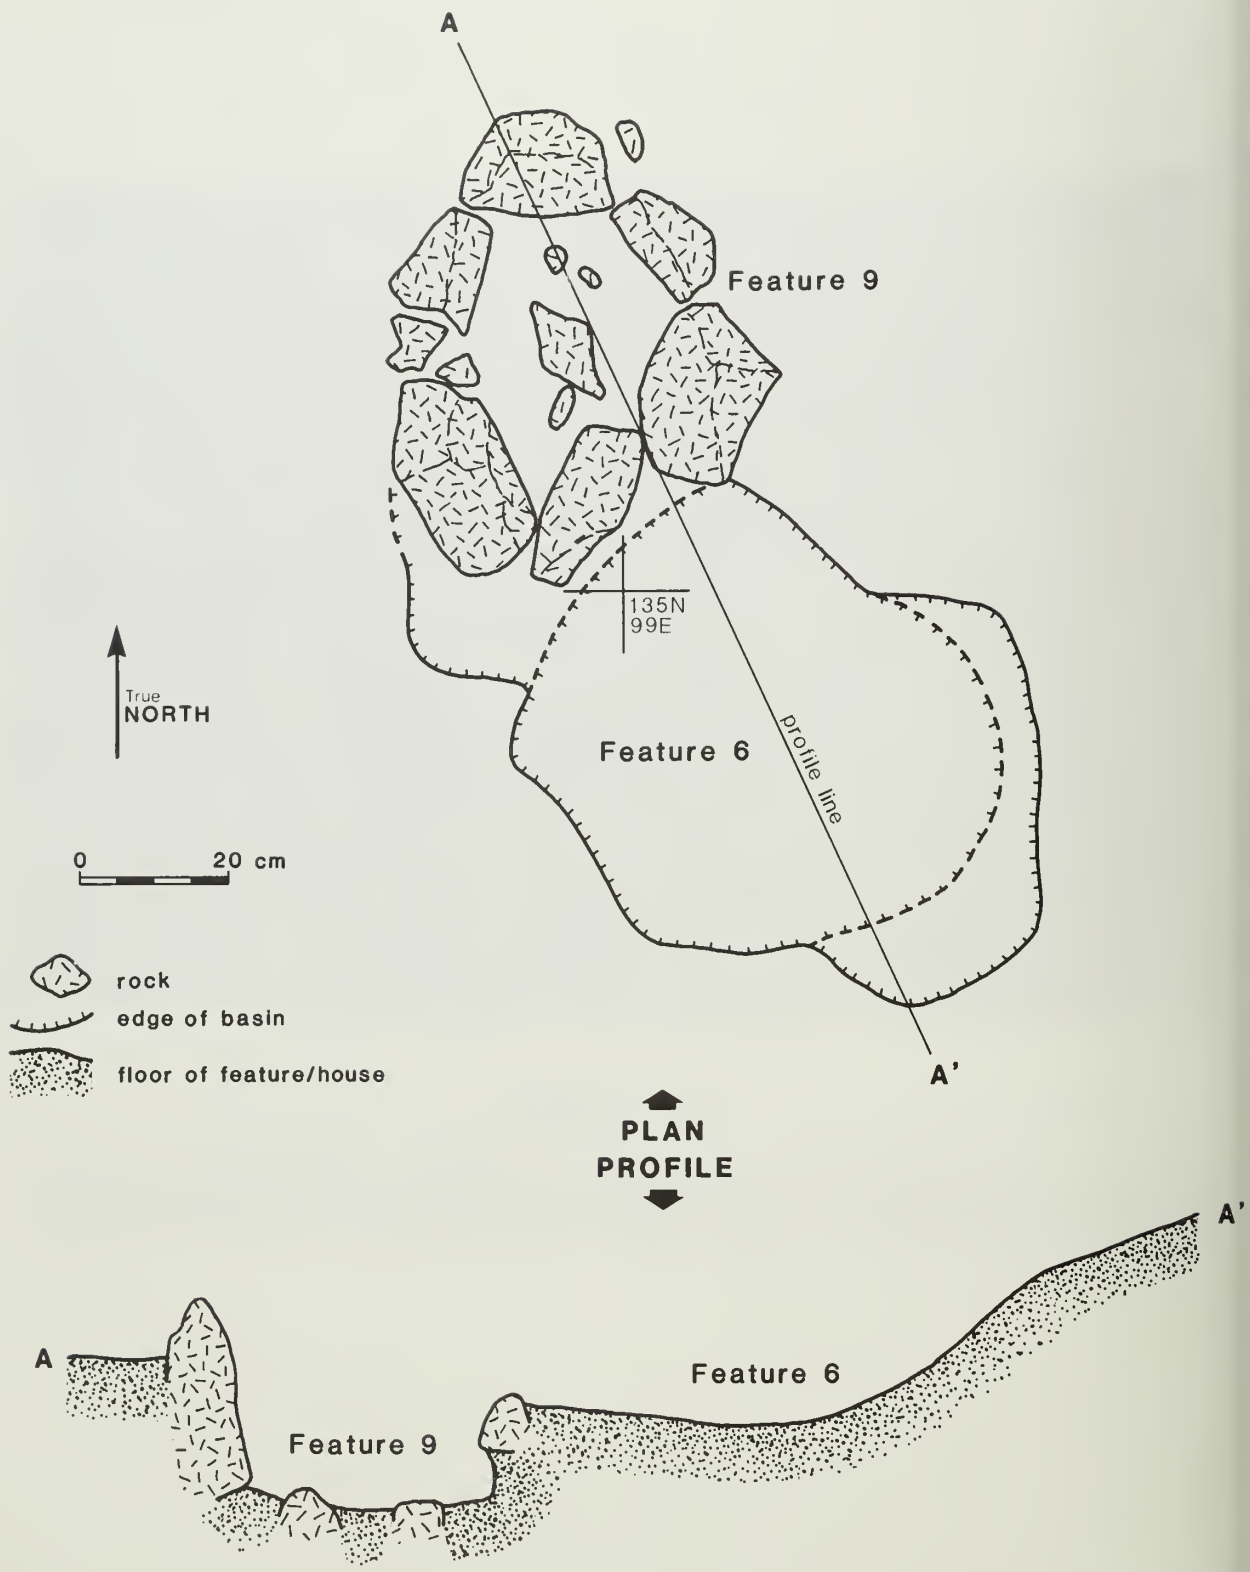 A
Feature 9
135N
99E
True
NORTH
Feature 6
profile line
0 20 cm
rock
edge of basin
floor of feature/house
A'
PLAN
PROFILE
A'
A
Feature 6
Feature 9